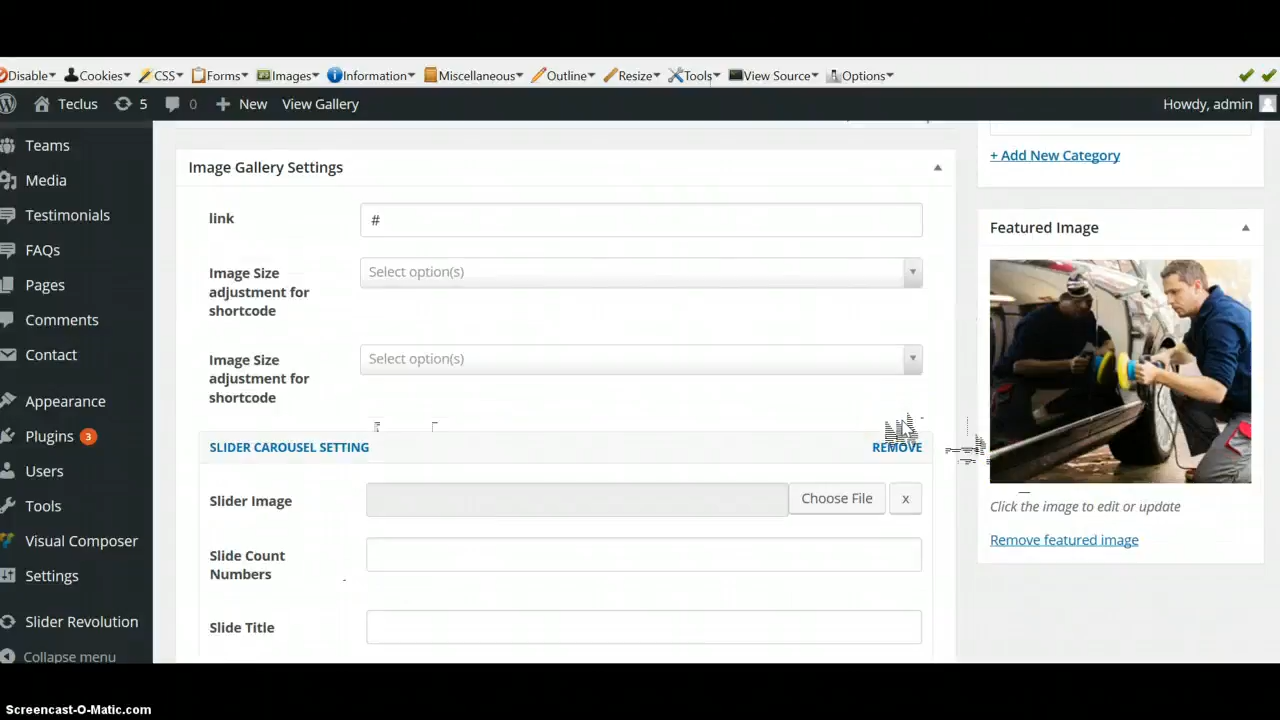 Disable Cookies CSS Forms Images Information Miscellaneous Outline Resize Tools View Source Options
Teclus 5 0 New View Gallery Howdy, admin
Teams
Media
Testimonials
FAQs
Pages
Comments
Contact
Appearance
Plugins 3
Users
Tools
Visual Composer
Settings
Slider Revolution
Collapse menu
Image Gallery Settings
link #
Image Size
adjustment for
shortcode
Select option(s)
Image Size
adjustment for
shortcode
Select option(s)
SLIDER CAROUSEL SETTING REMOVE
Slider Image Choose File x
Slide Count
Numbers
Slide Title
+ Add New Category
Featured Image
Click the image to edit or update
Remove featured image
Screencast-O-Matic.com